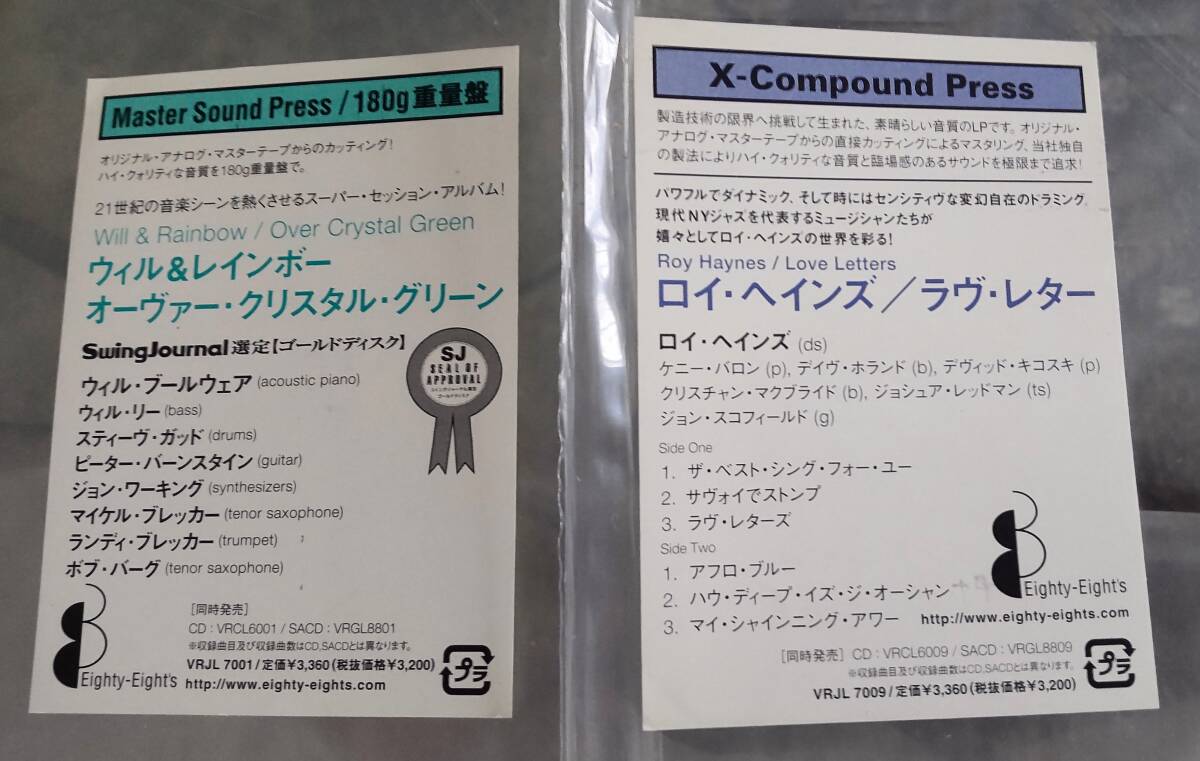 Master Sound Press / 180g 重量盤
オリジナル・アナログ・マスターテープからのカッティング!
ハイ・クォリティな音質を180g重量盤で。
21世紀の音楽シーンを熱くさせるスーパー・セッション・アルバム!
Will & Rainbow / Over Crystal Green
ウィル&レインボー
オーヴァー・クリスタル・グリーン
SwingJournal 選定【ゴールドディスク】
SJ
SEAL OF
APPROVAL
スイングジャーナル選定
ゴールドディスク
ウィル・ブールウェア (acoustic piano)
ウィル・リー (bass)
スティーヴ・ガッド (drums)
ピーター・バーンスタイン (guitar)
ジョン・ワーキング (synthesizers)
マイケル・ブレッカー (tenor saxophone)
ランディ・ブレッカー (trumpet)
ボブ・バーグ (tenor saxophone)
[同時発売]
CD : VRCL6001 / SACD : VRGL8801
※収録曲目及び収録曲数はCD,SACDとは異なります。
VRJL 7001 / 定価¥3,360 (税抜価格¥3,200)
プラ
Eighty-Eight's http://www.eighty-eights.com
X-Compound Press
製造技術の限界へ挑戦して生まれた、素晴らしい音質のLPです。オリジナル・
アナログ・マスターテープからの直接カッティングによるマスタリング、当社独自
の製法によりハイ・クォリティな音質と臨場感のあるサウンドを極限まで追求!
パワフルでダイナミック、そして時にはセンシティヴな変幻自在のドラミング。
現代NYジャズを代表するミュージシャンたちが
嬉々としてロイ・ヘインズの世界を彩る!
Roy Haynes / Love Letters
ロイ・ヘインズ/ラヴ・レター
ロイ・ヘインズ (ds)
ケニー・バロン (p), デイヴ・ホランド (b), デヴィッド・キコスキ (p)
クリスチャン・マクブライド (b), ジョシュア・レッドマン (ts)
ジョン・スコフィールド (g)
Side One
1. ザ・ベスト・シング・フォー・ユー
2. サヴォイでストンプ
3. ラヴ・レターズ
Side Two
1. アフロ・ブルー
2. ハウ・ディープ・イズ・ジ・オーシャン
3. マイ・シャインニング・アワー
Eighty-Eight's
http://www.eighty-eights.com
[同時発売] CD : VRCL6009 / SACD : VRGL8809
※収録曲目及び収録曲数はCD,SACDとは異なります。
VRJL 7009 / 定価¥3,360 (税抜価格¥3,200)
プラ